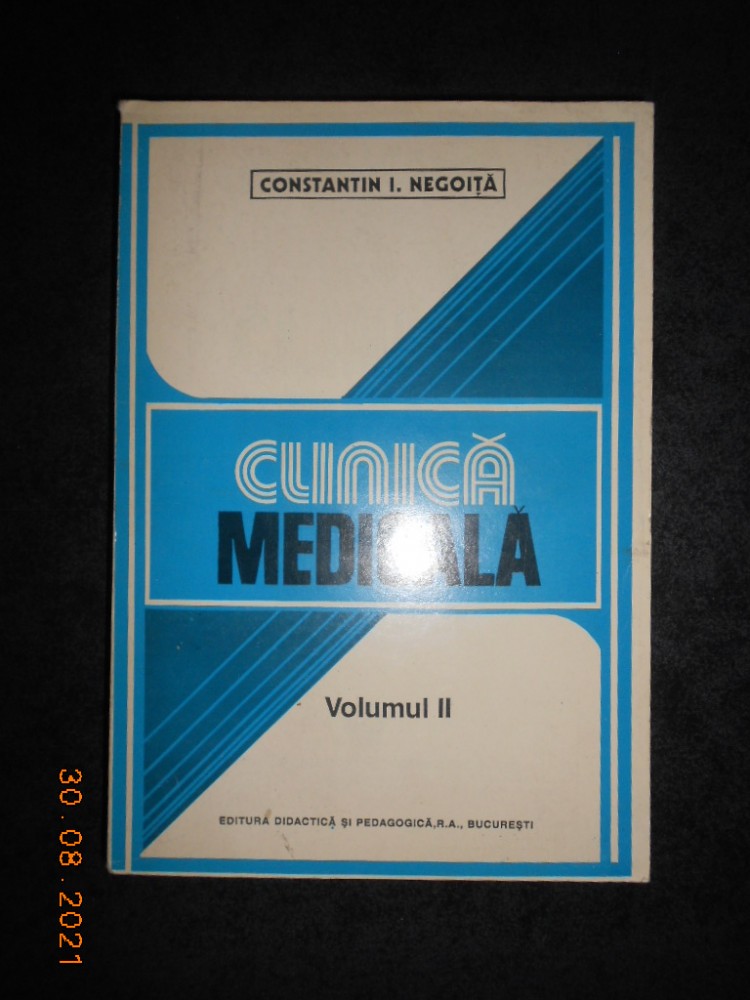 CONSTANTIN I. NEGOIȚĂ
CLINICĂ
MEDICALĂ
Volumul II
EDITURA DIDACTICĂ ȘI PEDAGOGICĂ, R.A., BUCUREȘTI
30.08.2021